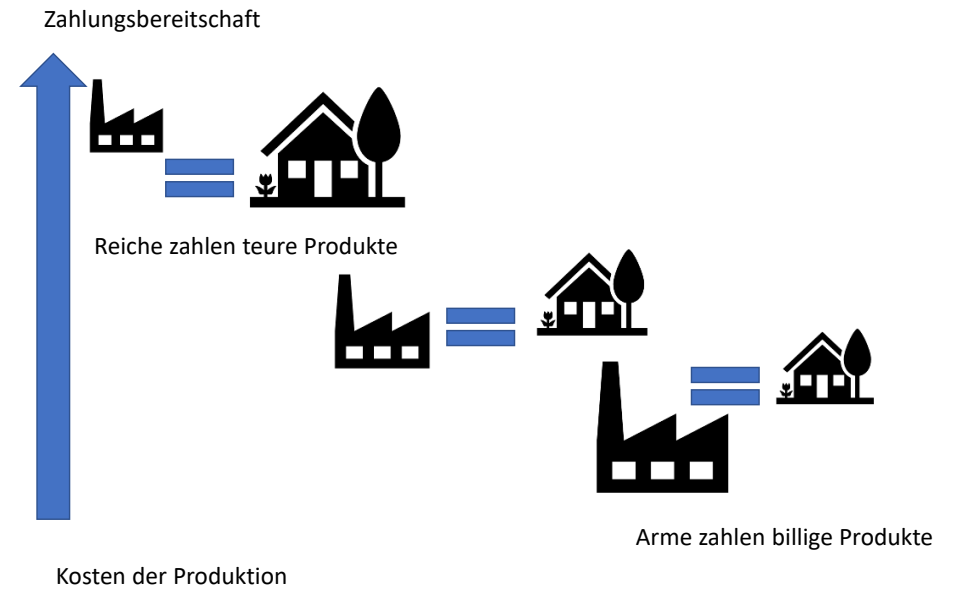 Zahlungsbereitschaft
Reiche zahlen teure Produkte
Arme zahlen billige Produkte
Kosten der Produktion